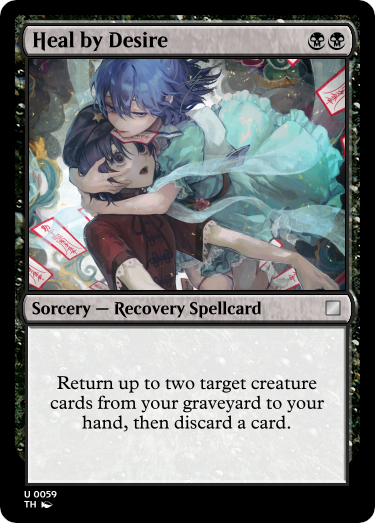 Heal by Desire
Sorcery — Recovery Spellcard
Return up to two target creature
cards from your graveyard to your
hand, then discard a card.
U 0059
TH